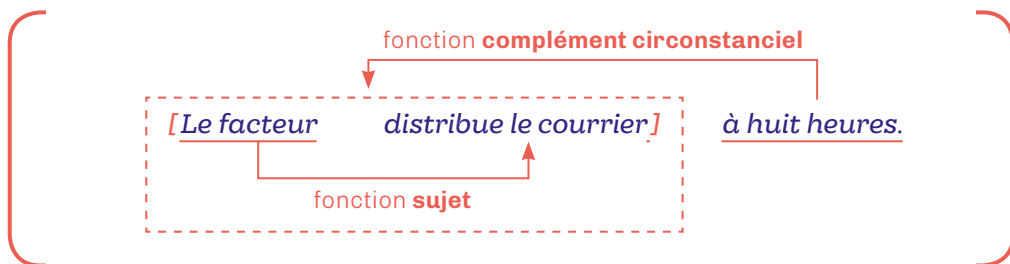 fonction complément circonstanciel
[Le facteur distribue le courrier] à huit heures.
fonction sujet